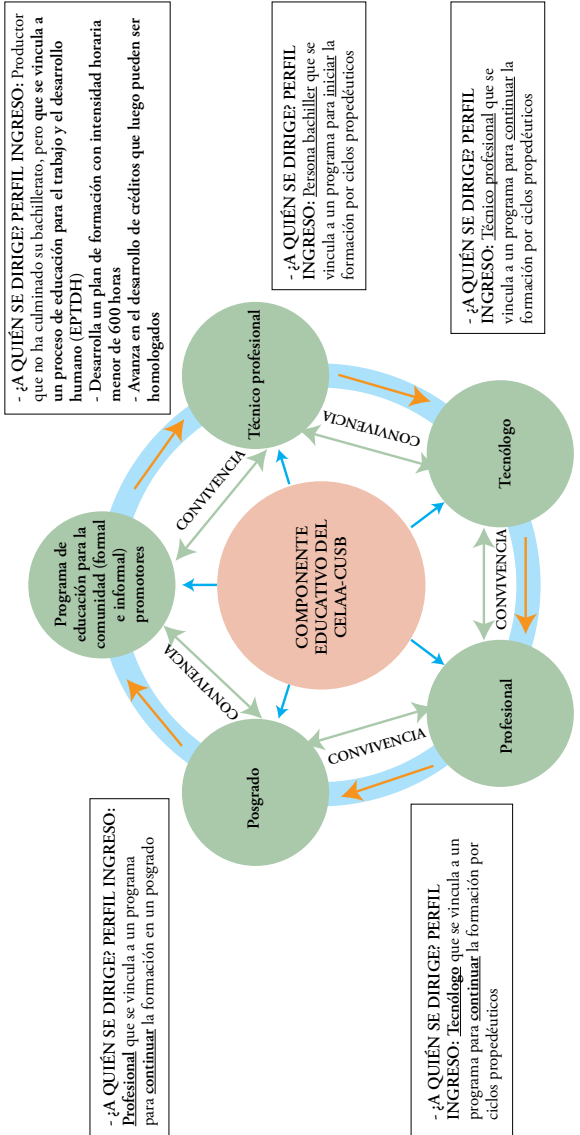 - ¿A QUIÉN SE DIRIGE? PERFIL INGRESO:
Profesional que se vincula a un programa
para continuar la formación en un posgrado
- ¿A QUIÉN SE DIRIGE? PERFIL INGRESO: Productor
que no ha culminado su bachillerato, pero que se vincula a
un proceso de educación para el trabajo y el desarrollo
humano (EPTDH)
- Desarrolla un plan de formación con intensidad horaria
menor de 600 horas
- Avanza en el desarrollo de créditos que luego pueden ser
homologados
Programa de
educación para la
comunidad (formal
e informal)
promotores
CONVIVENCIA
CONVIVENCIA
Posgrado
Técnico profesional
- ¿A QUIÉN SE DIRIGE? PERFIL
INGRESO: Persona bachiller que se
vincula a un programa para iniciar la
formación por ciclos propedéuticos
COMPONENTE
EDUCATIVO DEL
CELAA-CUSB
CONVIVENCIA
CONVIVENCIA
Profesional
CONVIVENCIA
Tecnólogo
- ¿A QUIÉN SE DIRIGE? PERFIL
INGRESO: Tecnólogo que se vincula a un
programa para continuar la formación por
ciclos propedéuticos
- ¿A QUIÉN SE DIRIGE? PERFIL
INGRESO: Técnico profesional que se
vincula a un programa para continuar la
formación por ciclos propedéuticos